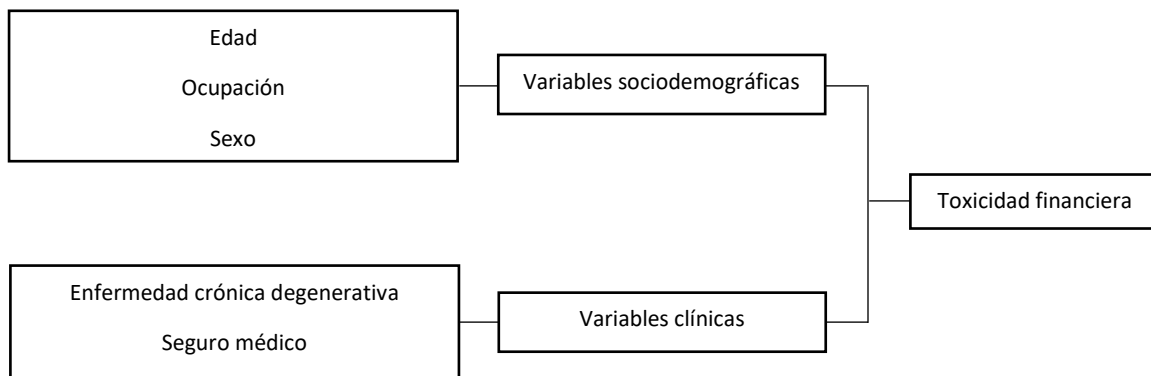 Edad
Ocupación
Sexo
Variables sociodemográficas
Toxicidad financiera
Enfermedad crónica degenerativa
Seguro médico
Variables clínicas